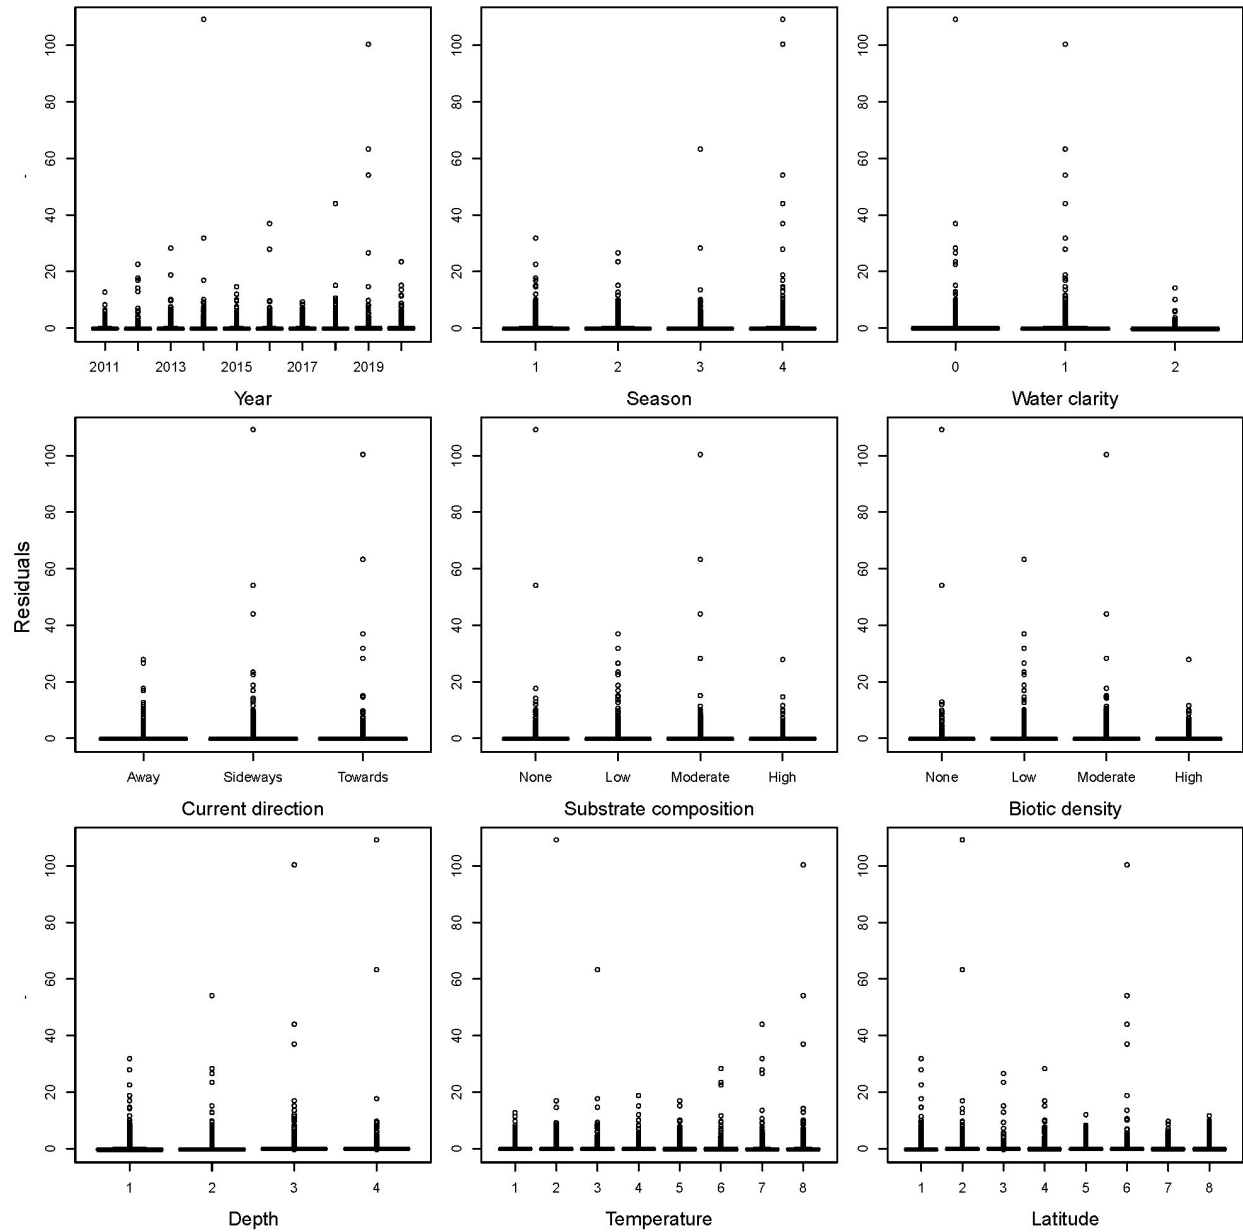 100
80
60
40
20
0
2011 2013 2015 2017 2019
Year
100
80
60
40
20
0
1 2 3 4
Season
100
80
60
40
20
0
0 1 2
Water clarity
Residuals
100
80
60
40
20
0
Away Sideways Towards
Current direction
100
80
60
40
20
0
None Low Moderate High
Substrate composition
100
80
60
40
20
0
None Low Moderate High
Biotic density
100
80
60
40
20
0
1 2 3 4
Depth
100
80
60
40
20
0
1 2 3 4 5 6 7 8
Temperature
100
80
60
40
20
0
1 2 3 4 5 6 7 8
Latitude